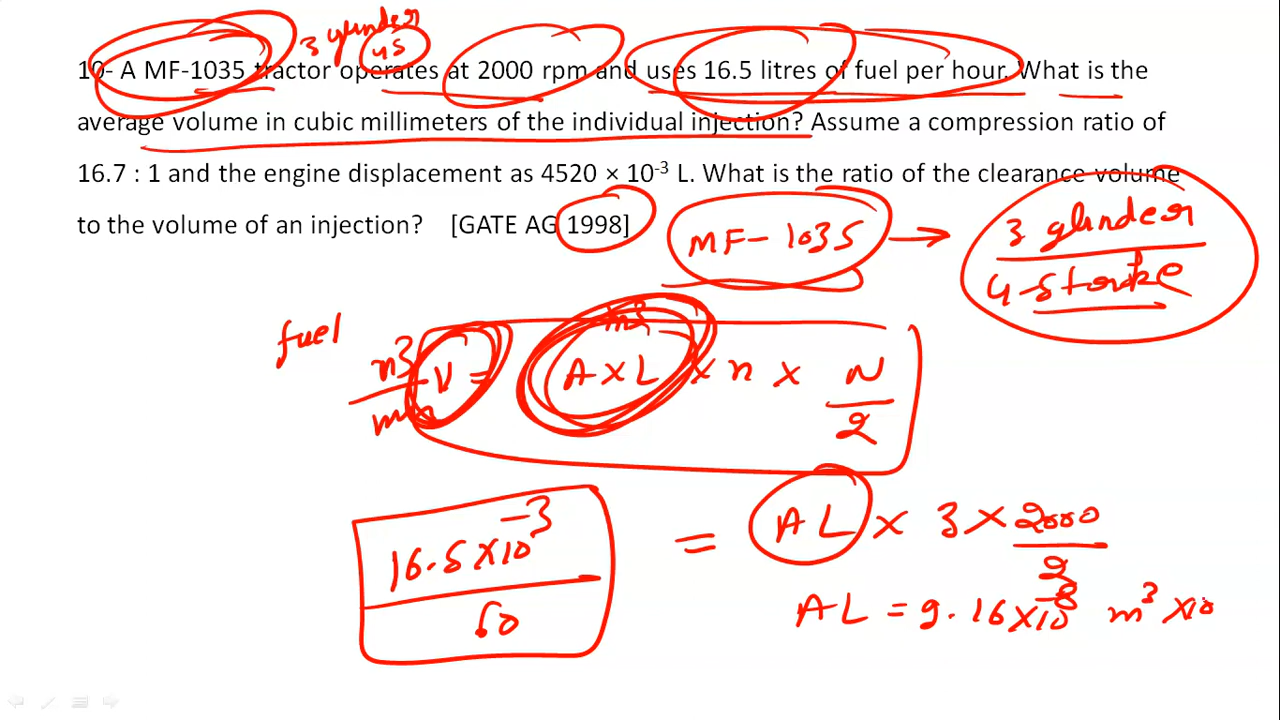 3 cylinder
4S
10- A MF-1035 tractor operates at 2000 rpm and uses 16.5 litres of fuel per hour. What is the
average volume in cubic millimeters of the individual injection? Assume a compression ratio of
16.7 : 1 and the engine displacement as 4520 × 10⁻³ L. What is the ratio of the clearance volume
to the volume of an injection? [GATE AG 1998]
MF-1035 → 3 cylinder
4-stroke
fuel
m³
m³/min V = A×L × n × N/2
16.5×10⁻³/60 = AL × 3 × 2000/2
AL = 9.16×10⁻⁸ m³ ×10